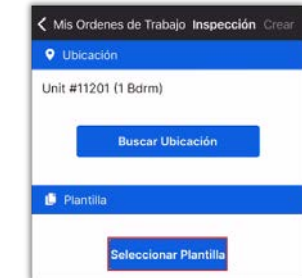 Mis Ordenes de Trabajo Inspección Crear
Ubicación
Unit #11201 (1 Bdrm)
Buscar Ubicación
Plantilla
Seleccionar Plantilla